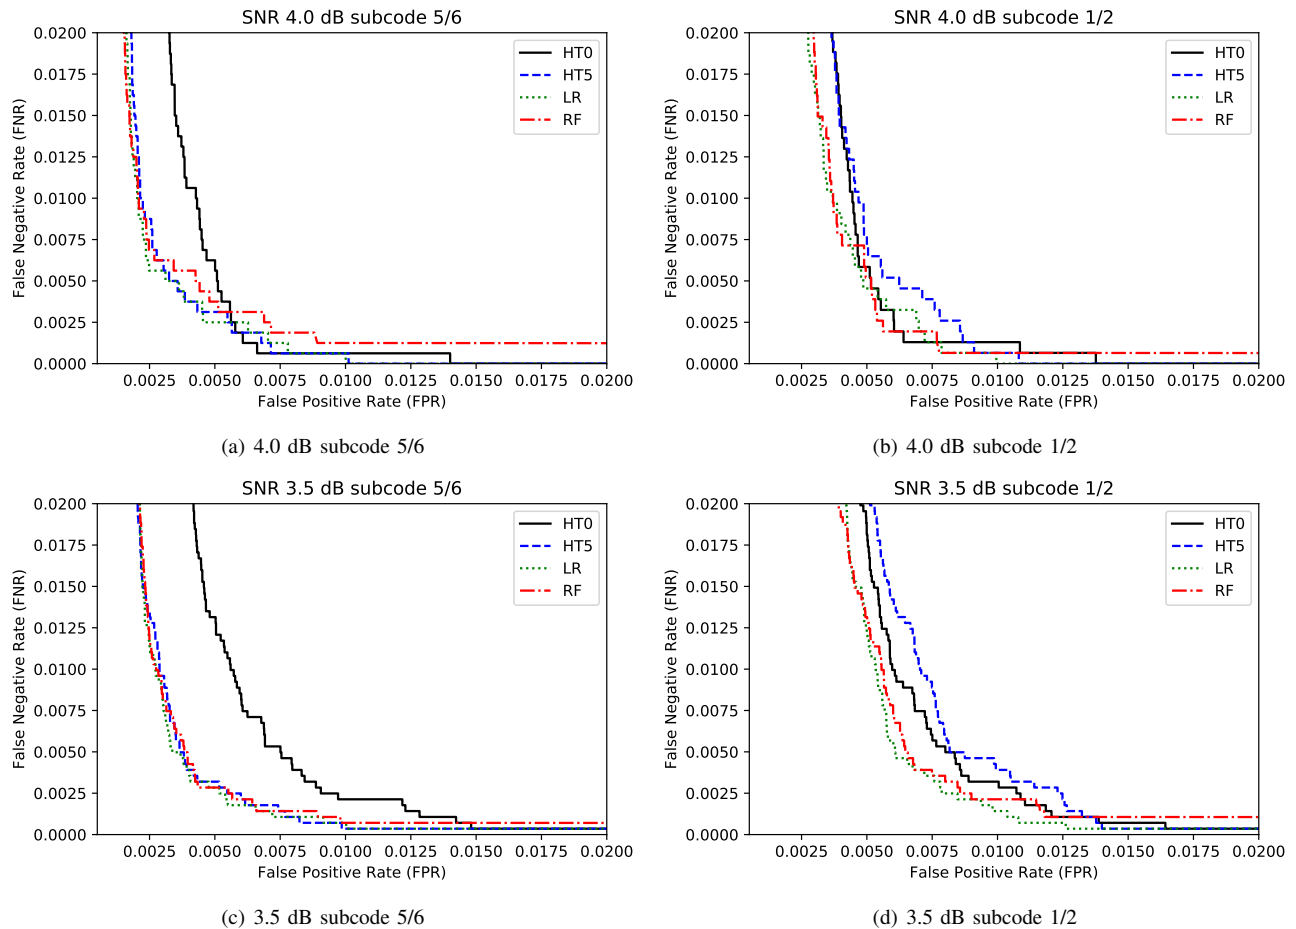 SNR 4.0 dB subcode 5/6
0.0200
0.0175
0.0150
0.0125
0.0100
0.0075
0.0050
0.0025
0.0000
False Negative Rate (FNR)
HT0
HT5
LR
RF
0.0025 0.0050 0.0075 0.0100 0.0125 0.0150 0.0175 0.0200
False Positive Rate (FPR)
(a) 4.0 dB subcode 5/6
SNR 4.0 dB subcode 1/2
0.0200
0.0175
0.0150
0.0125
0.0100
0.0075
0.0050
0.0025
0.0000
False Negative Rate (FNR)
HT0
HT5
LR
RF
0.0025 0.0050 0.0075 0.0100 0.0125 0.0150 0.0175 0.0200
False Positive Rate (FPR)
(b) 4.0 dB subcode 1/2
SNR 3.5 dB subcode 5/6
0.0200
0.0175
0.0150
0.0125
0.0100
0.0075
0.0050
0.0025
0.0000
False Negative Rate (FNR)
HT0
HT5
LR
RF
0.0025 0.0050 0.0075 0.0100 0.0125 0.0150 0.0175 0.0200
False Positive Rate (FPR)
(c) 3.5 dB subcode 5/6
SNR 3.5 dB subcode 1/2
0.0200
0.0175
0.0150
0.0125
0.0100
0.0075
0.0050
0.0025
0.0000
False Negative Rate (FNR)
HT0
HT5
LR
RF
0.0025 0.0050 0.0075 0.0100 0.0125 0.0150 0.0175 0.0200
False Positive Rate (FPR)
(d) 3.5 dB subcode 1/2